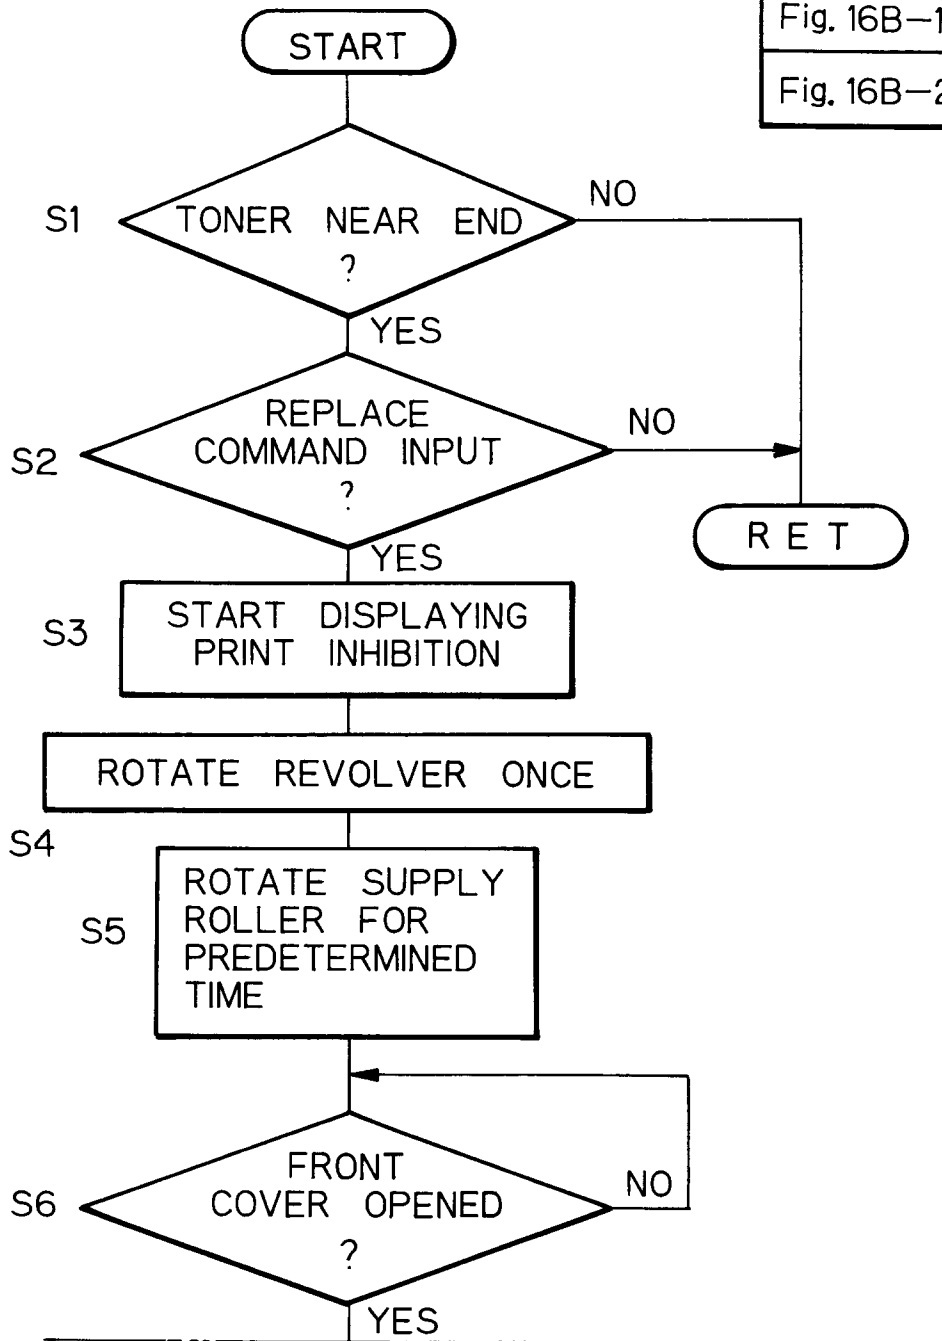 Fig. 16B-1
Fig. 16B-2
START
S1
TONER NEAR END
?
NO
YES
S2
REPLACE
COMMAND INPUT
?
NO
YES
RET
S3
START DISPLAYING
PRINT INHIBITION
ROTATE REVOLVER ONCE
S4
S5
ROTATE SUPPLY
ROLLER FOR
PREDETERMINED
TIME
S6
FRONT
COVER OPENED
?
NO
YES